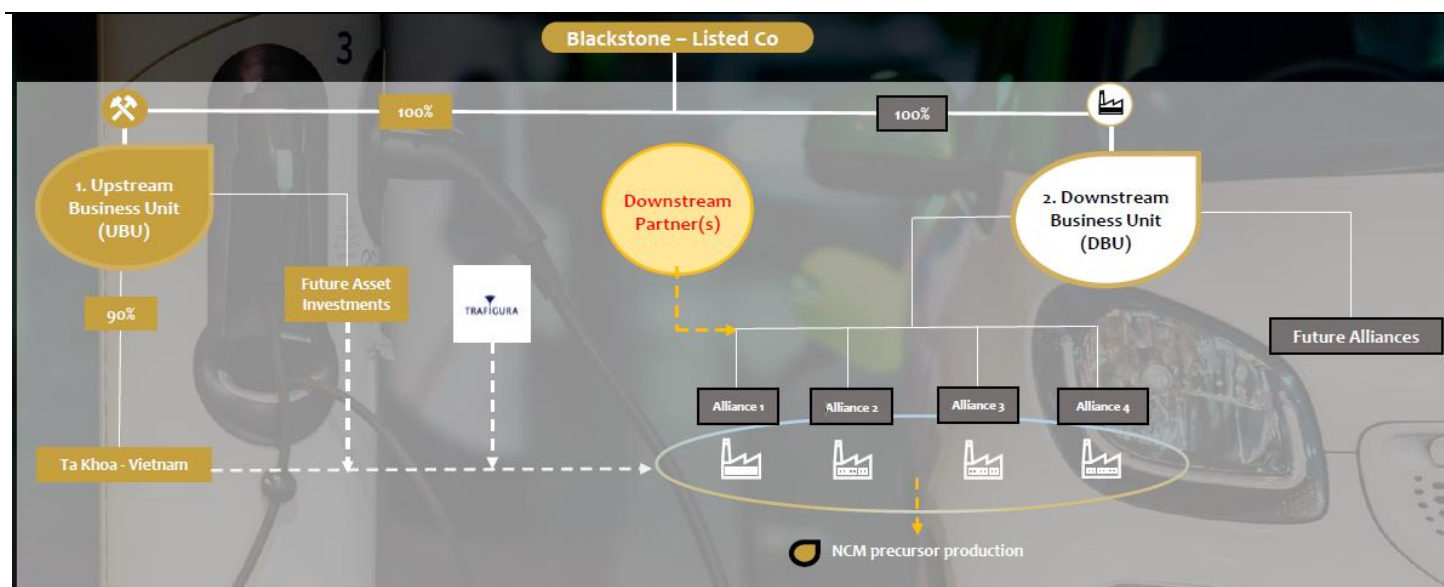 Blackstone – Listed Co
3
100%
100%
1. Upstream
Business Unit
(UBU)
Downstream
Partner(s)
2. Downstream
Business Unit
(DBU)
90%
Future Asset
Investments
TRAFIGURA
Future Alliances
Alliance 1
Alliance 2
Alliance 3
Alliance 4
Ta Khoa - Vietnam
NCM precursor production